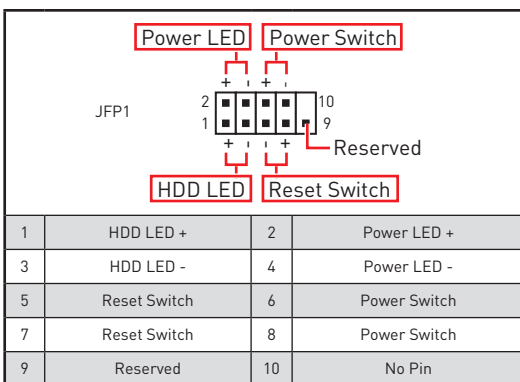 Power LED Power Switch
+ - + -
JFP1
2 10
1 9
+ - - +
Reserved
HDD LED Reset Switch
1 HDD LED + 2 Power LED +
3 HDD LED - 4 Power LED -
5 Reset Switch 6 Power Switch
7 Reset Switch 8 Power Switch
9 Reserved 10 No Pin